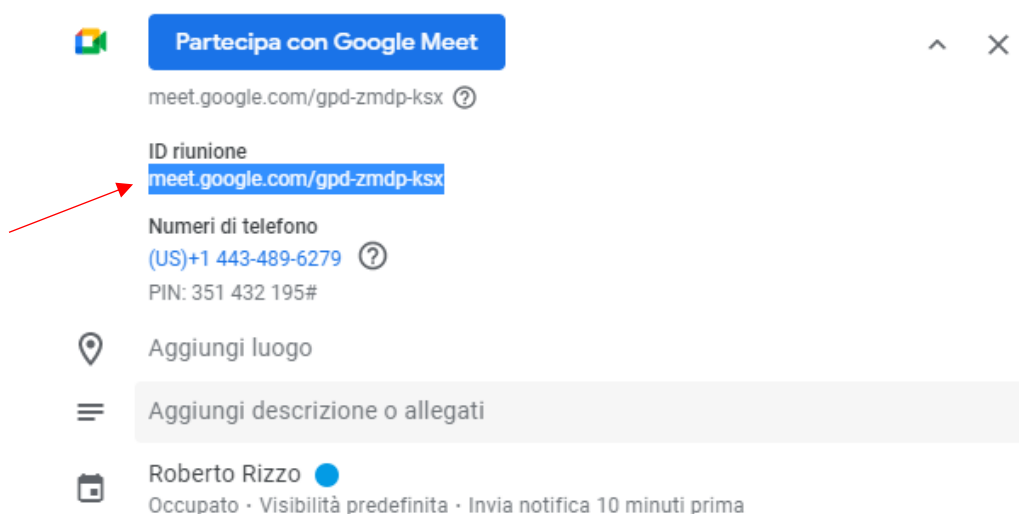 Partecipa con Google Meet
meet.google.com/gpd-zmdp-ksx
ID riunione
meet.google.com/gpd-zmdp-ksx
Numeri di telefono
(US)+1 443-489-6279
PIN: 351 432 195#
Aggiungi luogo
Aggiungi descrizione o allegati
Roberto Rizzo
Occupato · Visibilità predefinita · Invia notifica 10 minuti prima